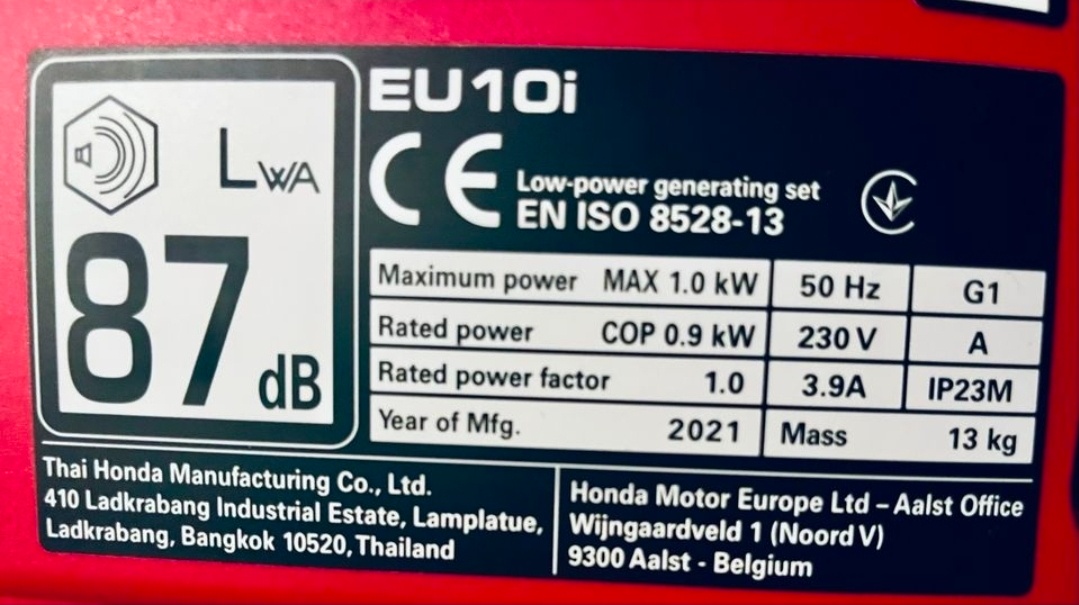 LWA
87 dB
EU10i
CE
Low-power generating set
EN ISO 8528-13
Maximum power MAX 1.0 kW 50 Hz G1
Rated power COP 0.9 kW 230 V A
Rated power factor 1.0 3.9A IP23M
Year of Mfg. 2021 Mass 13 kg
Thai Honda Manufacturing Co., Ltd.
410 Ladkrabang Industrial Estate, Lamplatue,
Ladkrabang, Bangkok 10520, Thailand
Honda Motor Europe Ltd – Aalst Office
Wijngaardveld 1 (Noord V)
9300 Aalst - Belgium